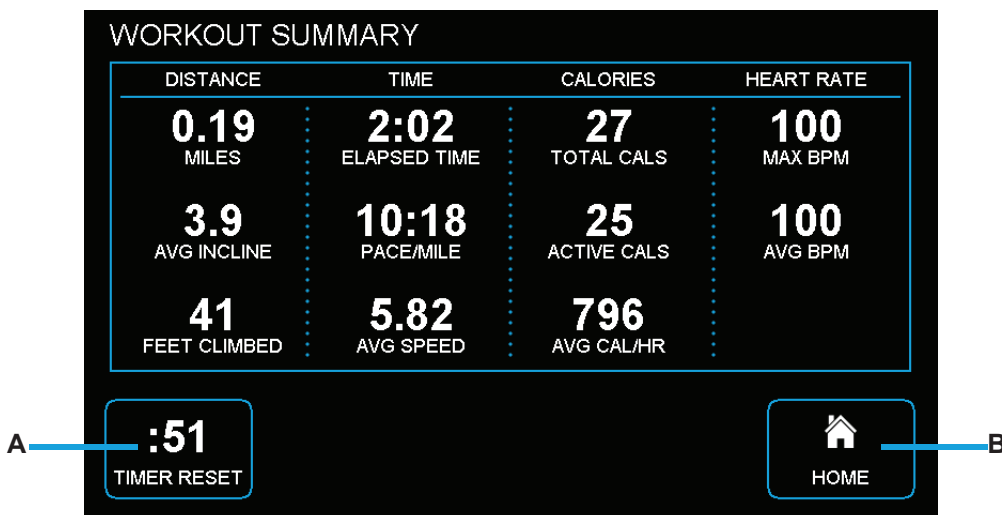 WORKOUT SUMMARY
DISTANCE TIME CALORIES HEART RATE
0.19 2:02 27 100
MILES ELAPSED TIME TOTAL CALS MAX BPM
3.9 10:18 25 100
AVG INCLINE PACE/MILE ACTIVE CALS AVG BPM
41 5.82 796
FEET CLIMBED AVG SPEED AVG CAL/HR
A :51 B
TIMER RESET HOME